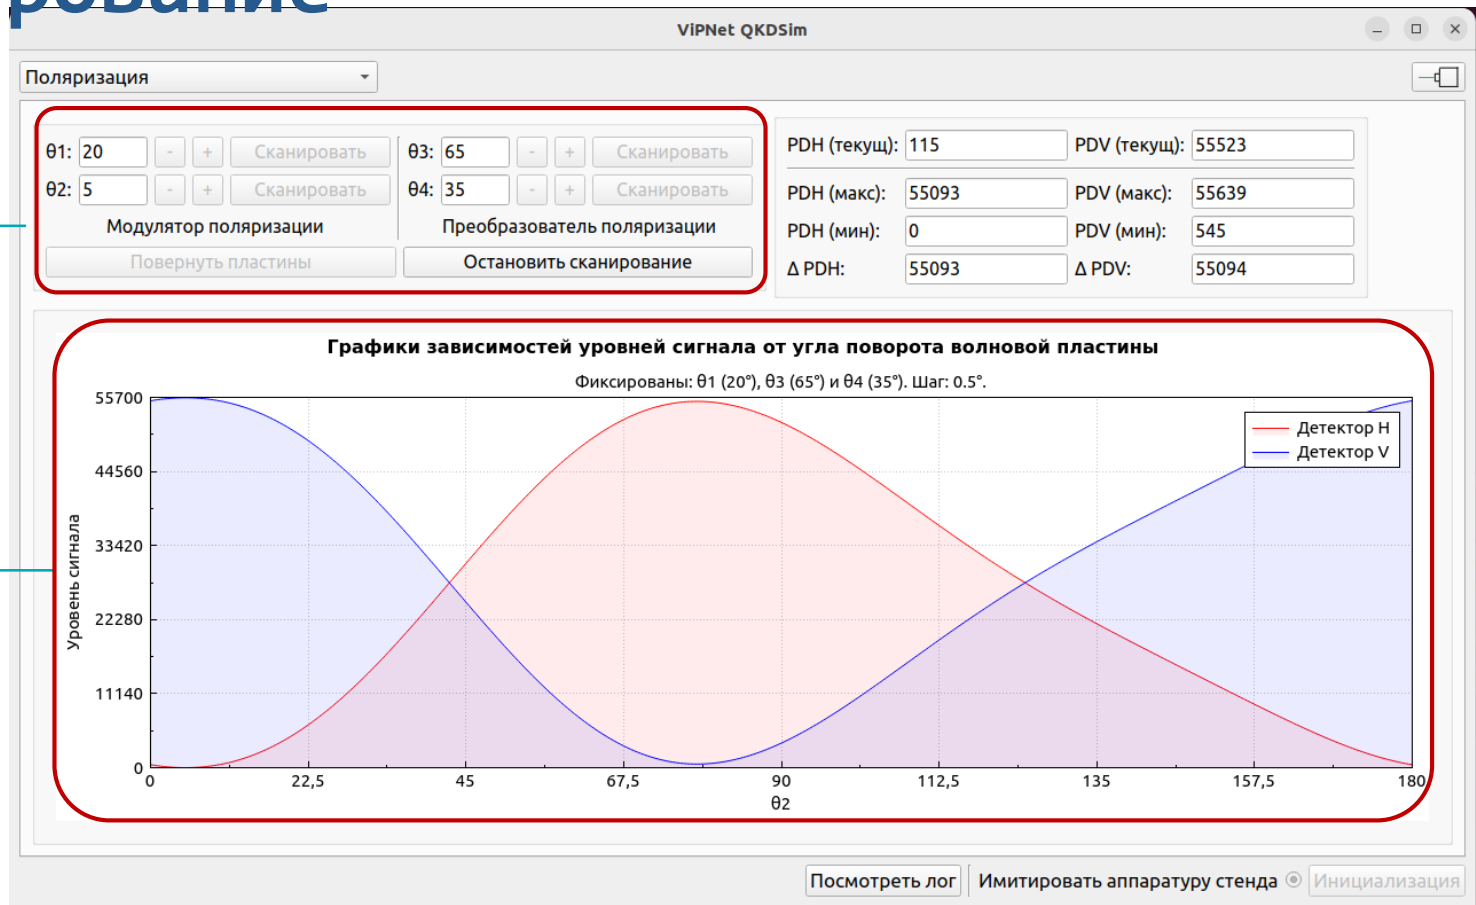 рование
ViPNet QKDSim
Поляризация
θ1: 20 - + Сканировать θ3: 65 - + Сканировать
θ2: 5 - + Сканировать θ4: 35 - + Сканировать
Модулятор поляризации Преобразователь поляризации
Повернуть пластины Остановить сканирование
PDH (текущ): 115 PDV (текущ): 55523
PDH (макс): 55093 PDV (макс): 55639
PDH (мин): 0 PDV (мин): 545
Δ PDH: 55093 Δ PDV: 55094
Графики зависимостей уровней сигнала от угла поворота волновой пластины
Фиксированы: θ1 (20°), θ3 (65°) и θ4 (35°). Шаг: 0.5°.
Детектор H
Детектор V
Уровень сигнала
55700
44560
33420
22280
11140
0
0 22,5 45 67,5 90 112,5 135 157,5 180
θ2
Посмотреть лог Имитировать аппаратуру стенда Инициализация